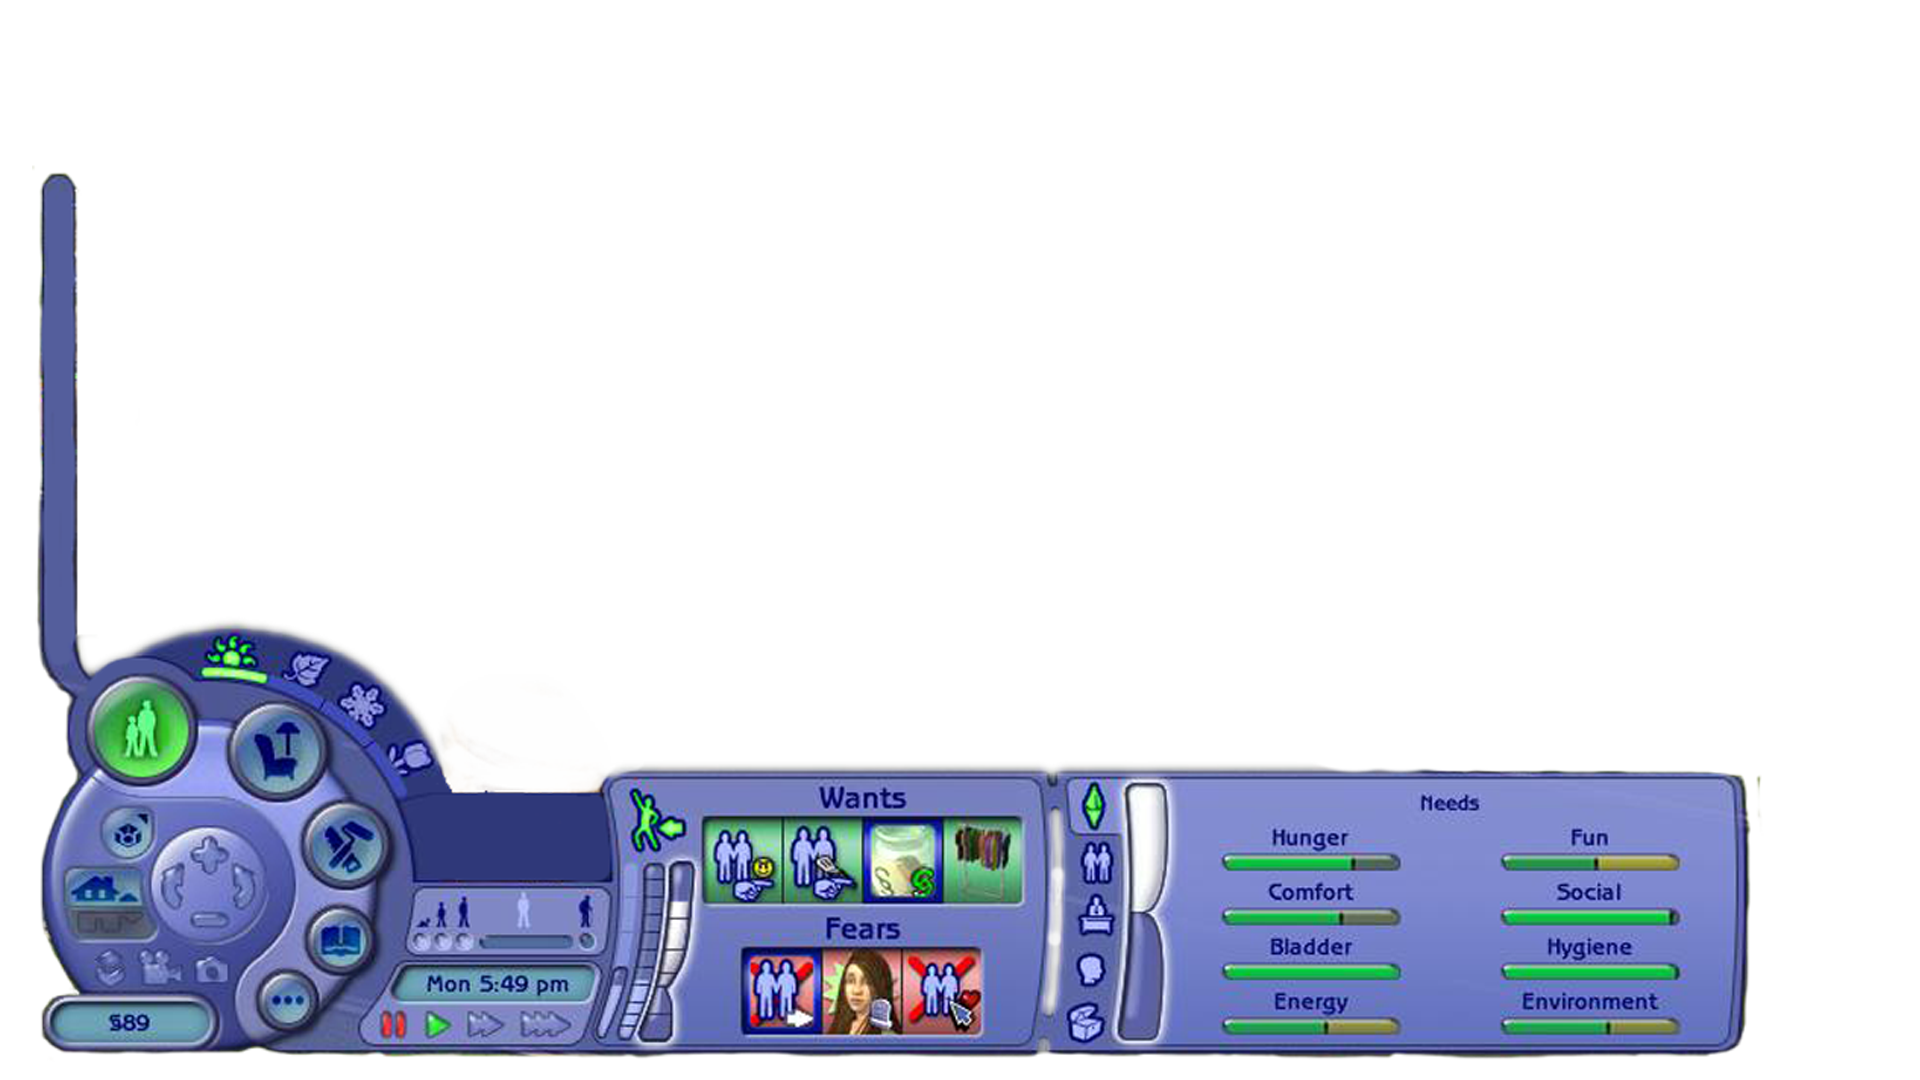 Wants
Fears
Mon 5:49 pm
§89
Needs
Hunger
Fun
Comfort
Social
Bladder
Hygiene
Energy
Environment